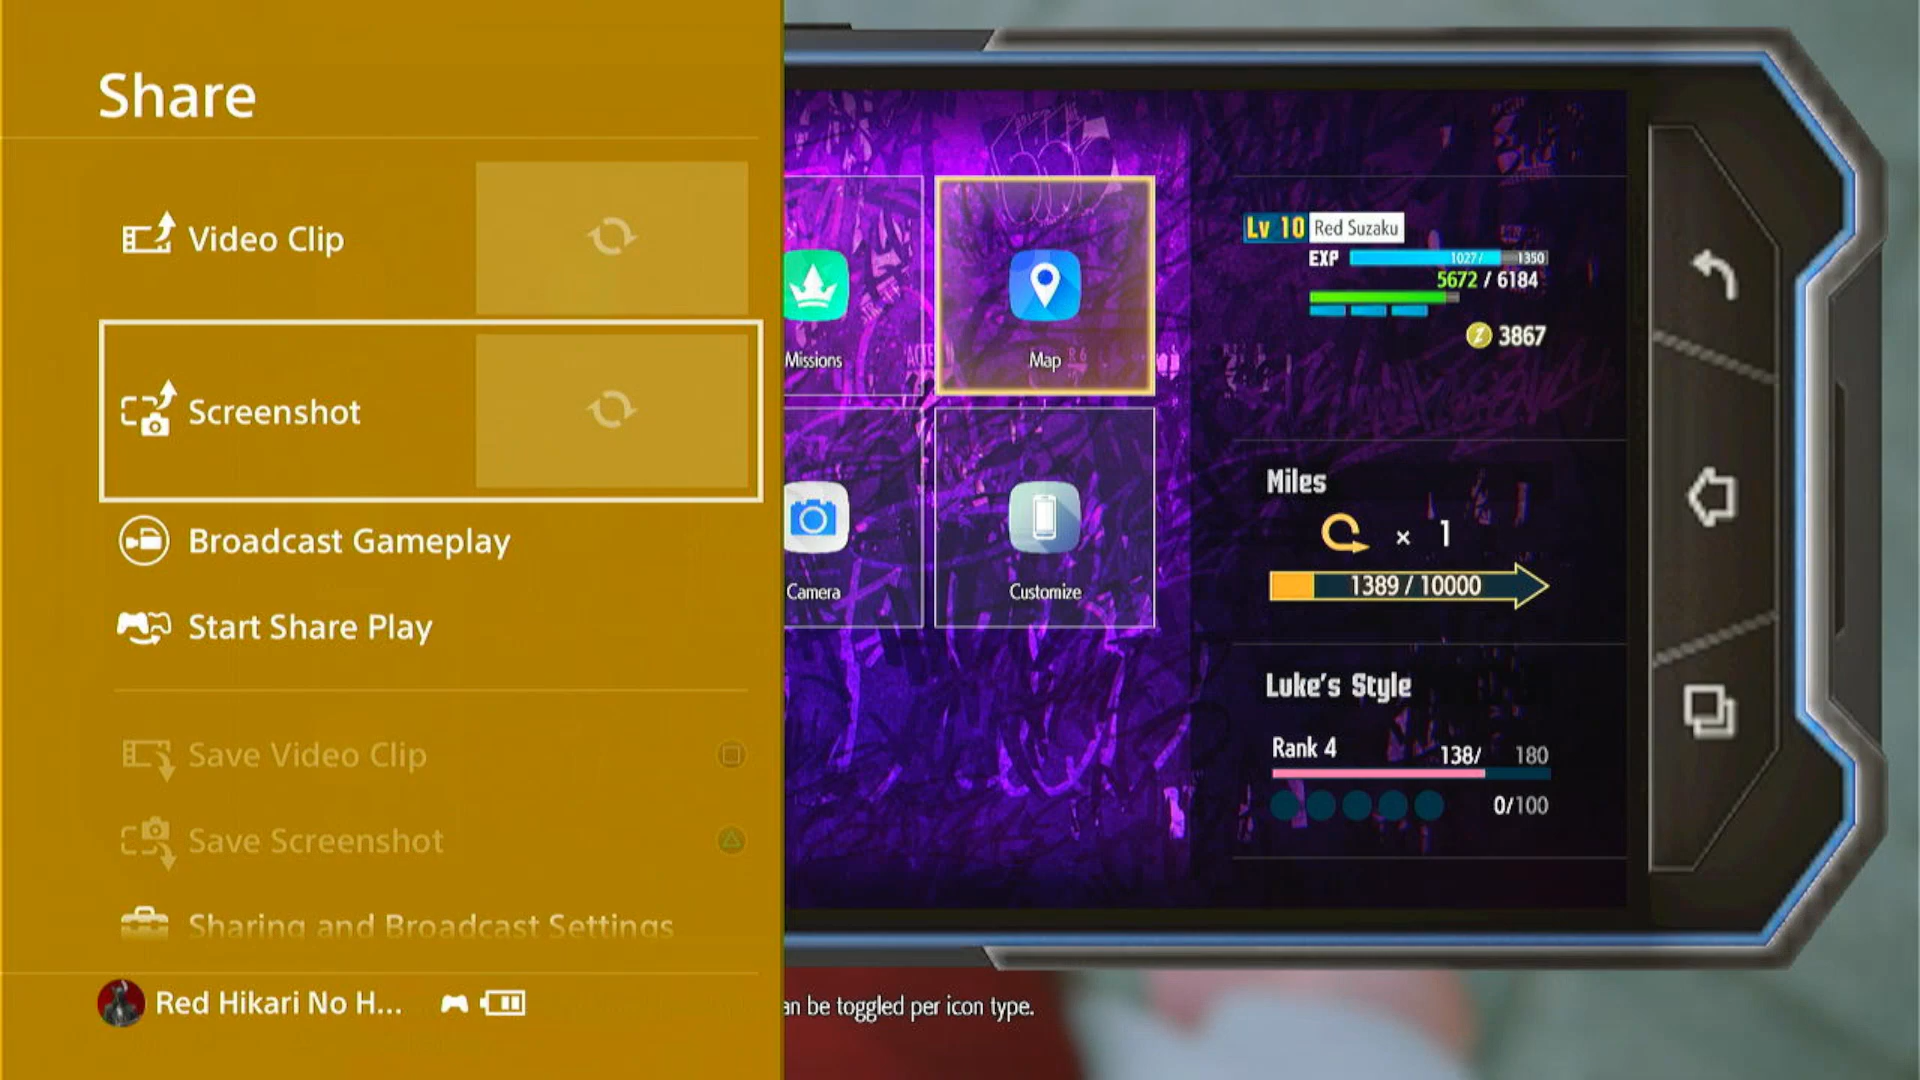 Share
Video Clip
Screenshot
Broadcast Gameplay
Start Share Play
Save Video Clip
Save Screenshot
Sharing and Broadcast Settings
Red Hikari No H...
Missions
Map
Camera
Customize
Lv 10 Red Suzaku
EXP 1027/ 1350
5672 / 6184
3867
Miles
× 1
1389 / 10000
Luke's Style
Rank 4 138/ 180
0/100
an be toggled per icon type.